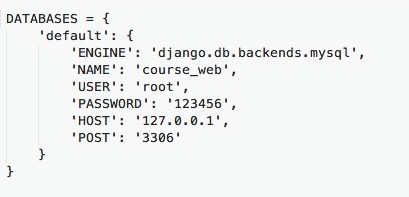 DATABASES = {
    'default': {
        'ENGINE': 'django.db.backends.mysql',
        'NAME': 'course_web',
        'USER': 'root',
        'PASSWORD': '123456',
        'HOST': '127.0.0.1',
        'POST': '3306'
    }
}